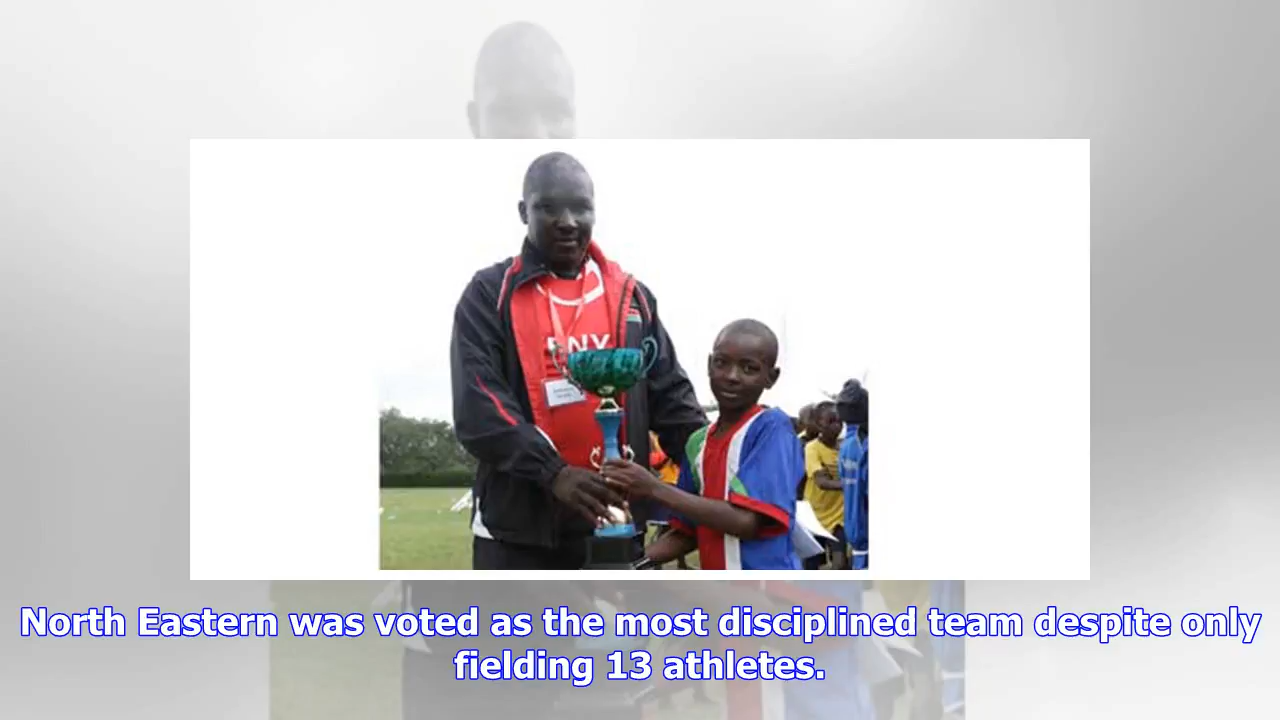 North Eastern was voted as the most disciplined team despite only
fielding 13 athletes.